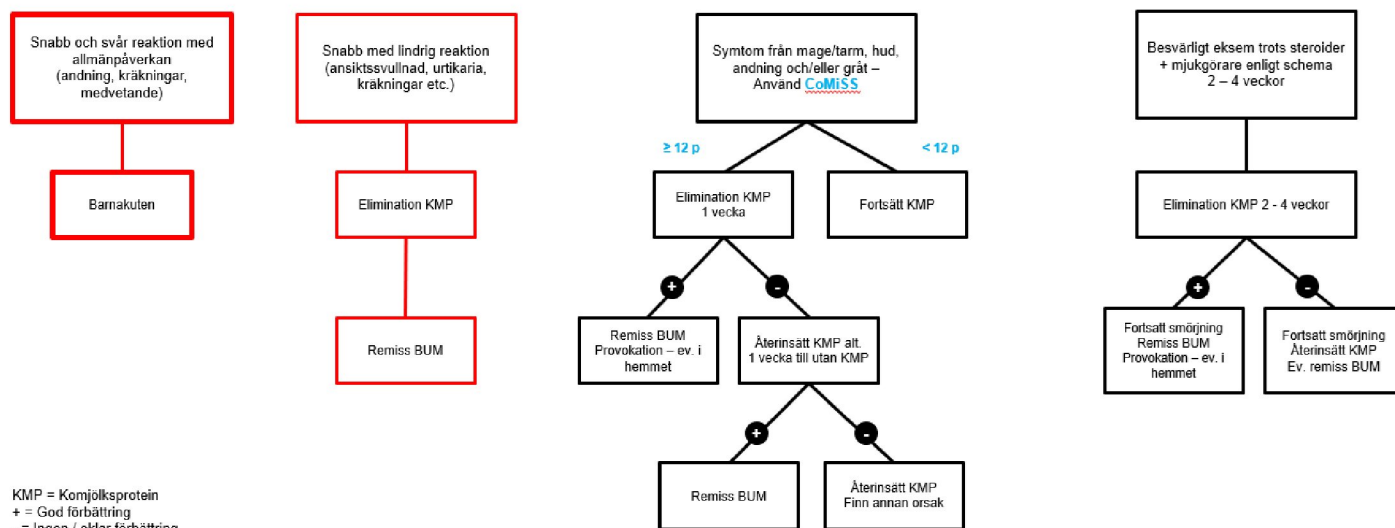 Snabb och svår reaktion med
allmänpåverkan
(andning, kräkningar,
medvetande)
Barnakuten
Snabb med lindrig reaktion
(ansiktssvullnad, urtikaria,
kräkningar etc.)
Elimination KMP
Remiss BUM
Symtom från mage/tarm, hud,
andning och/eller gråt –
Använd CoMiSS
≥ 12 p
< 12 p
Elimination KMP
1 vecka
Fortsätt KMP
+
-
Remiss BUM
Provokation – ev. i
hemmet
Återinsätt KMP alt.
1 vecka till utan KMP
+
-
Remiss BUM
Återinsätt KMP
Finn annan orsak
Besvärligt eksem trots steroider
+ mjukgörare enligt schema
2 – 4 veckor
Elimination KMP 2 - 4 veckor
+
-
Fortsatt smörjning
Remiss BUM
Provokation – ev. i
hemmet
Fortsatt smörjning
Återinsätt KMP
Ev. remiss BUM
KMP = Komjölksprotein
+ = God förbättring
- = Ingen / oklar förbättring